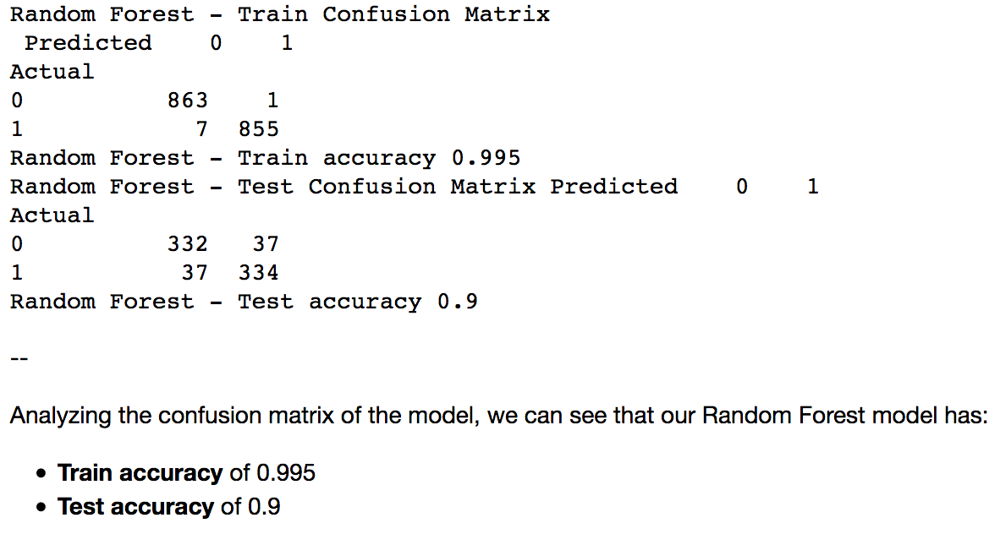 Random Forest - Train Confusion Matrix
Predicted 0 1
Actual
0 863 1
1 7 855
Random Forest - Train accuracy 0.995
Random Forest - Test Confusion Matrix Predicted 0 1
Actual
0 332 37
1 37 334
Random Forest - Test accuracy 0.9
--
Analyzing the confusion matrix of the model, we can see that our Random Forest model has:
• Train accuracy of 0.995
• Test accuracy of 0.9